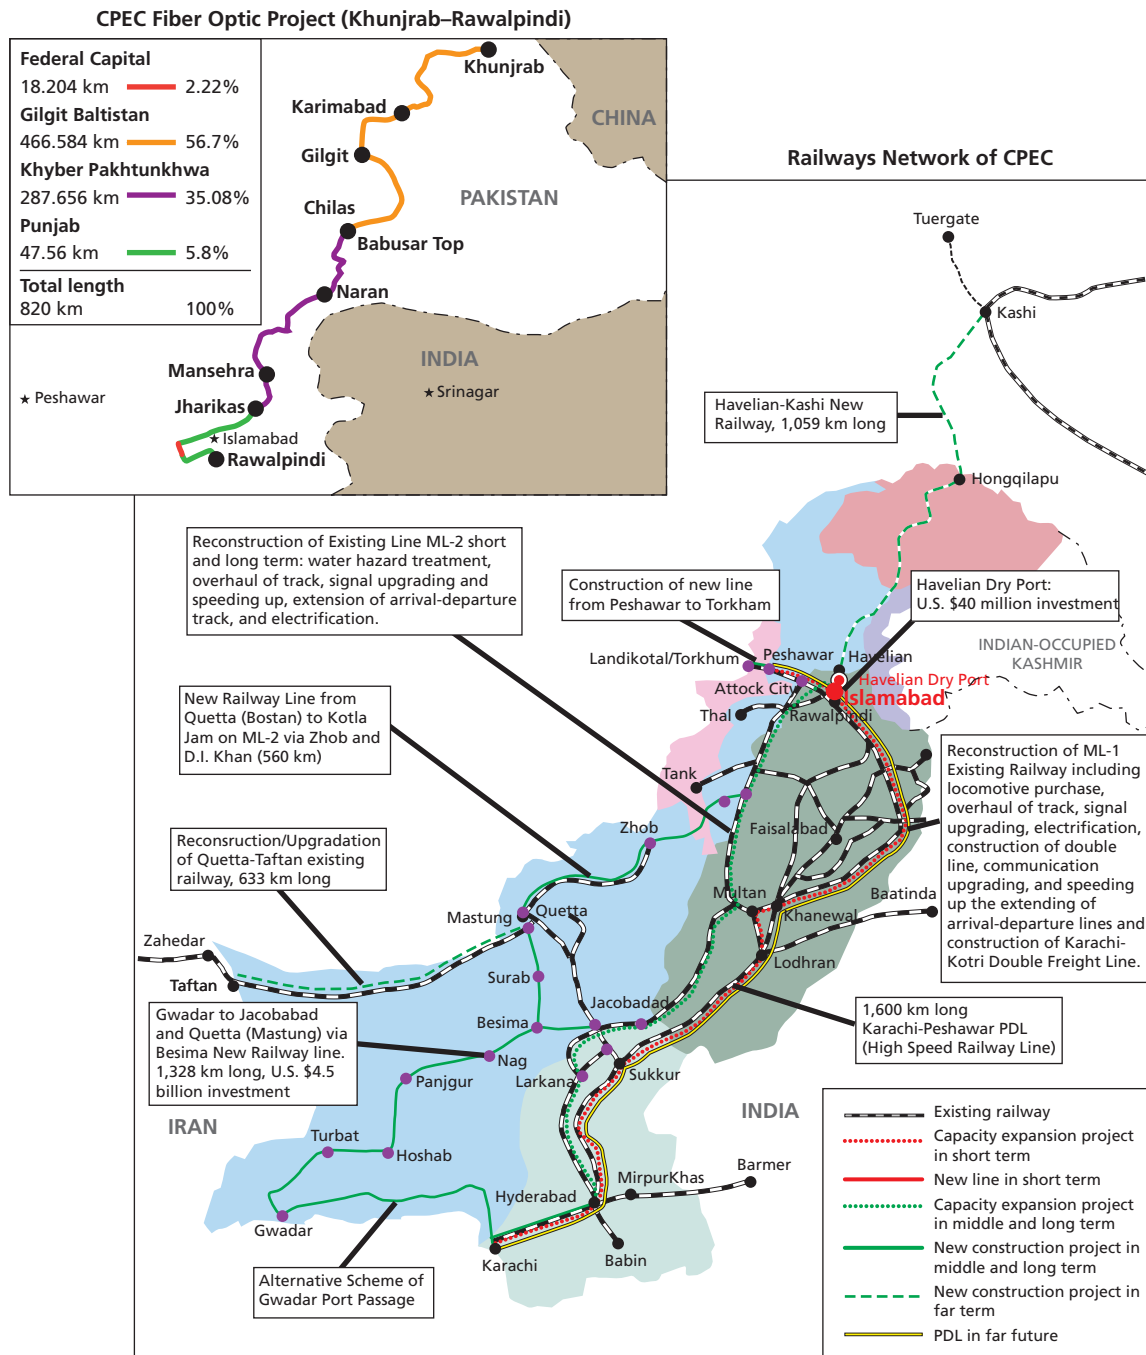 CPEC Fiber Optic Project (Khunjrab–Rawalpindi)
Federal Capital
18.204 km 2.22%
Gilgit Baltistan
466.584 km 56.7%
Khyber Pakhtunkhwa
287.656 km 35.08%
Punjab
47.56 km 5.8%
Total length
820 km 100%
Khunjrab
Karimabad
CHINA
Gilgit
PAKISTAN
Chilas
Babusar Top
Naran
INDIA
Mansehra
Srinagar
Peshawar
Jharikas
Islamabad
Rawalpindi
Railways Network of CPEC
Tuergate
Kashi
Havelian-Kashi New
Railway, 1,059 km long
Hongqilapu
Reconstruction of Existing Line ML-2 short
and long term: water hazard treatment,
overhaul of track, signal upgrading and
speeding up, extension of arrival-departure
track, and electrification.
Construction of new line
from Peshawar to Torkham
Havelian Dry Port:
U.S. $40 million investment
INDIAN-OCCUPIED
KASHMIR
Landikotal/Torkhum
Peshawar
Havelian
Havelian Dry Port
Attock City
Islamabad
Thal
Rawalpindi
New Railway Line from
Quetta (Bostan) to Kotla
Jam on ML-2 via Zhob and
D.I. Khan (560 km)
Tank
Reconstruction of ML-1
Existing Railway including
locomotive purchase,
overhaul of track, signal
upgrading, electrification,
construction of double
line, communication
upgrading, and speeding
up the extending of
arrival-departure lines and
construction of Karachi-
Kotri Double Freight Line.
Zhob
Faisalabad
Reconsruction/Upgradation
of Quetta-Taftan existing
railway, 633 km long
Multan
Baatinda
Mastung
Quetta
Khanewal
Zahedar
Lodhran
Taftan
Surab
Gwadar to Jacobabad
and Quetta (Mastung) via
Besima New Railway line.
1,328 km long, U.S. $4.5
billion investment
Jacobadad
Besima
1,600 km long
Karachi-Peshawar PDL
(High Speed Railway Line)
Nag
Larkana
Sukkur
Panjgur
IRAN
INDIA
Turbat
Hoshab
MirpurKhas
Barmer
Hyderabad
Gwadar
Karachi
Babin
Alternative Scheme of
Gwadar Port Passage
Existing railway
Capacity expansion project
in short term
New line in short term
Capacity expansion project
in middle and long term
New construction project in
middle and long term
New construction project in
far term
PDL in far future